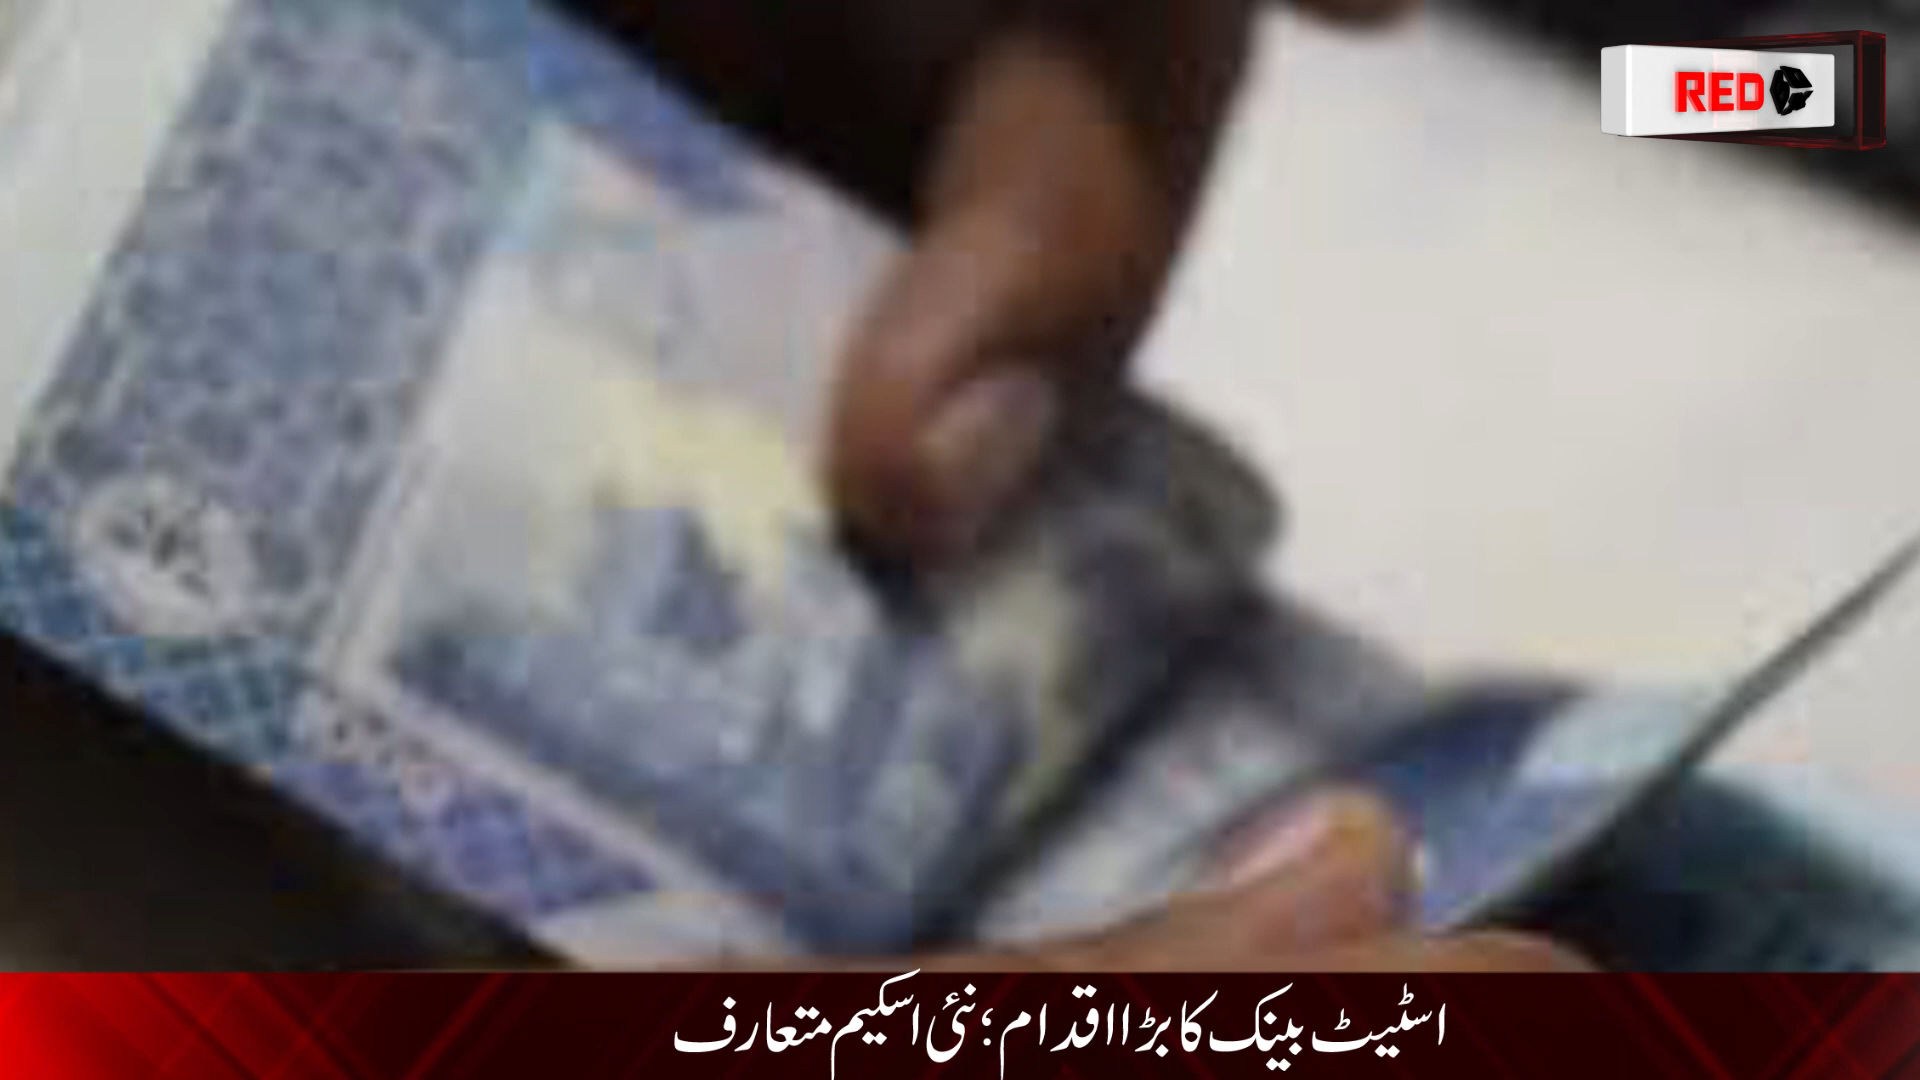 RED
اسٹیٹ بینک کا بڑا اقدام؛ نئی اسکیم متعارف